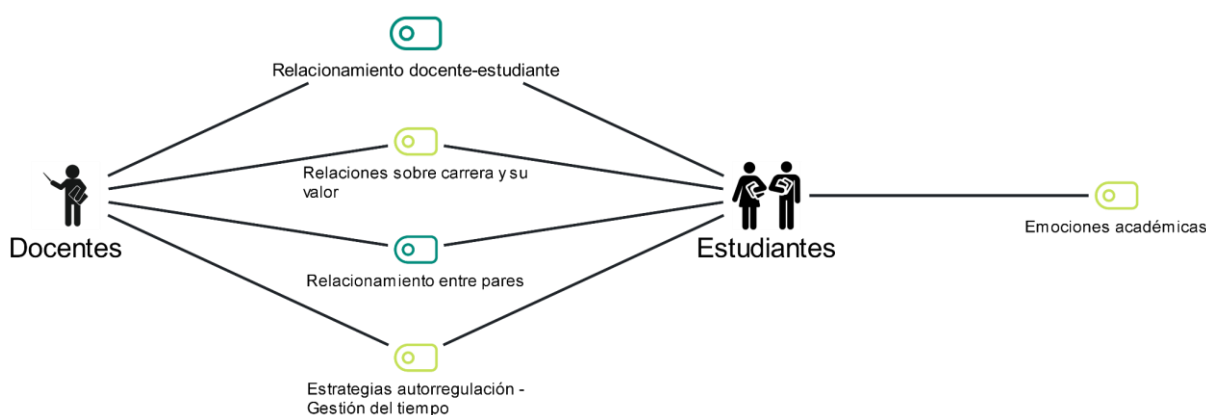 Relacionamiento docente-estudiante
Relaciones sobre carrera y su
valor
Docentes
Estudiantes
Emociones académicas
Relacionamiento entre pares
Estrategias autorregulación -
Gestión del tiempo